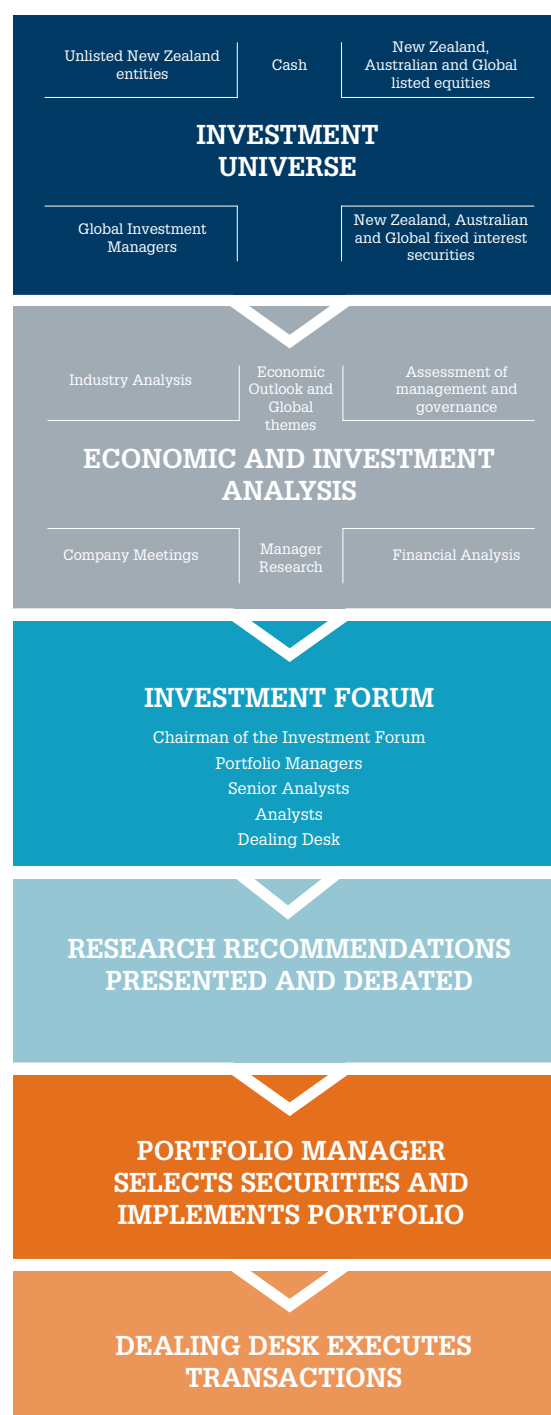 Unlisted New Zealand
entities
Cash
New Zealand,
Australian and Global
listed equities
INVESTMENT
UNIVERSE
Global Investment
Managers
New Zealand, Australian
and Global fixed interest
securities
Industry Analysis
Economic
Outlook and
Global
themes
Assessment of
management and
governance
ECONOMIC AND INVESTMENT
ANALYSIS
Company Meetings
Manager
Research
Financial Analysis
INVESTMENT FORUM
Chairman of the Investment Forum
Portfolio Managers
Senior Analysts
Analysts
Dealing Desk
RESEARCH RECOMMENDATIONS
PRESENTED AND DEBATED
PORTFOLIO MANAGER
SELECTS SECURITIES AND
IMPLEMENTS PORTFOLIO
DEALING DESK EXECUTES
TRANSACTIONS